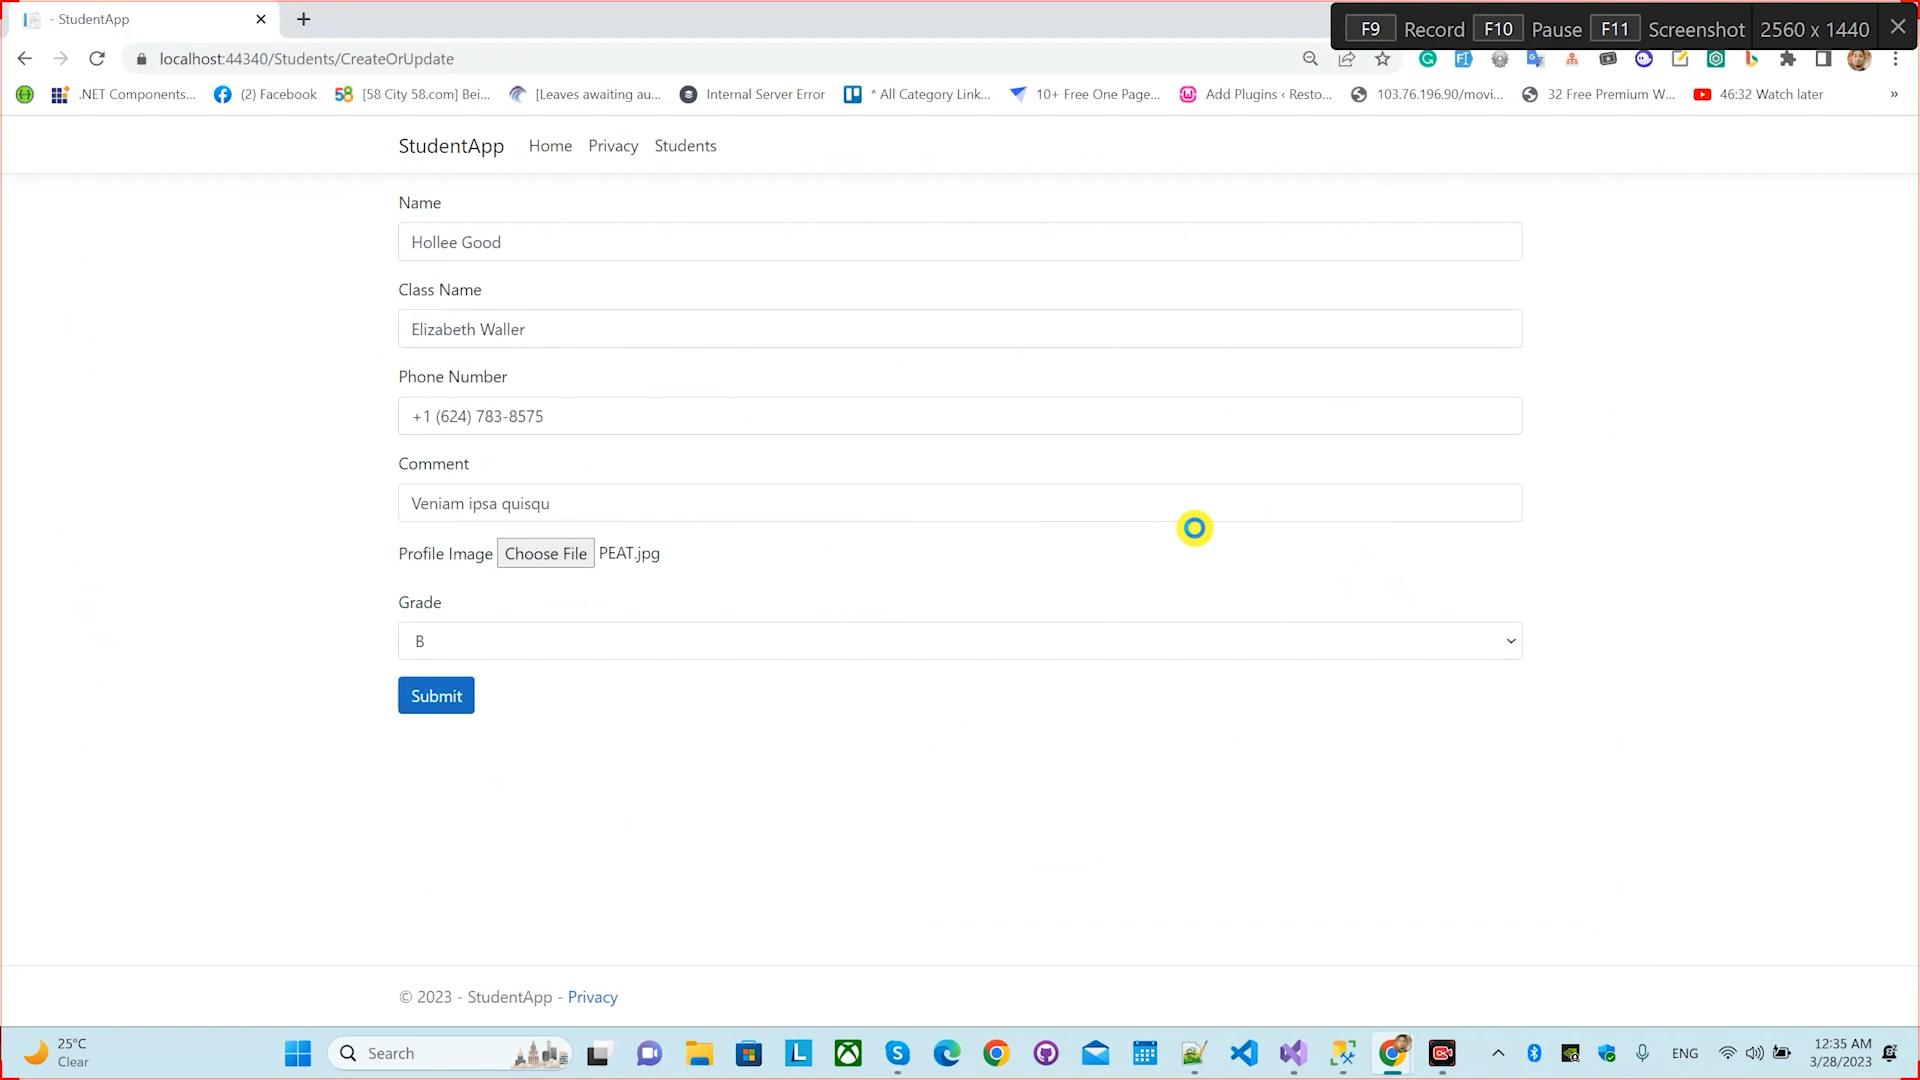 - StudentApp
F9 Record F10 Pause F11 Screenshot 2560 x 1440
localhost:44340/Students/CreateOrUpdate
.NET Components... (2) Facebook [58 City 58.com] Bei... [Leaves awaiting au... Internal Server Error * All Category Link... 10+ Free One Page... Add Plugins ‹ Resto... 103.76.196.90/movi... 32 Free Premium W... 46:32 Watch later »
StudentApp Home Privacy Students
Name
Hollee Good
Class Name
Elizabeth Waller
Phone Number
+1 (624) 783-8575
Comment
Veniam ipsa quisqu
Profile Image Choose File PEAT.jpg
Grade
B
Submit
© 2023 - StudentApp - Privacy
25°C
Clear
Search
ENG
12:35 AM
3/28/2023